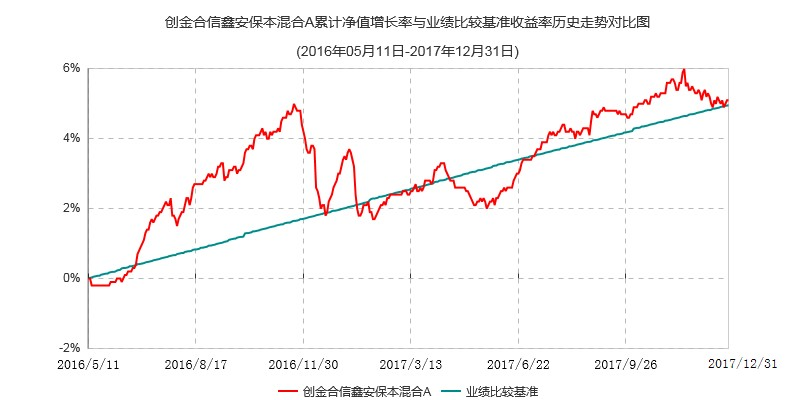 创金合信鑫安保本混合A累计净值增长率与业绩比较基准收益率历史走势对比图
(2016年05月11日-2017年12月31日)
6%
4%
2%
0%
-2%
2016/5/11 2016/8/17 2016/11/30 2017/3/13 2017/6/22 2017/9/26 2017/12/31
创金合信鑫安保本混合A 业绩比较基准